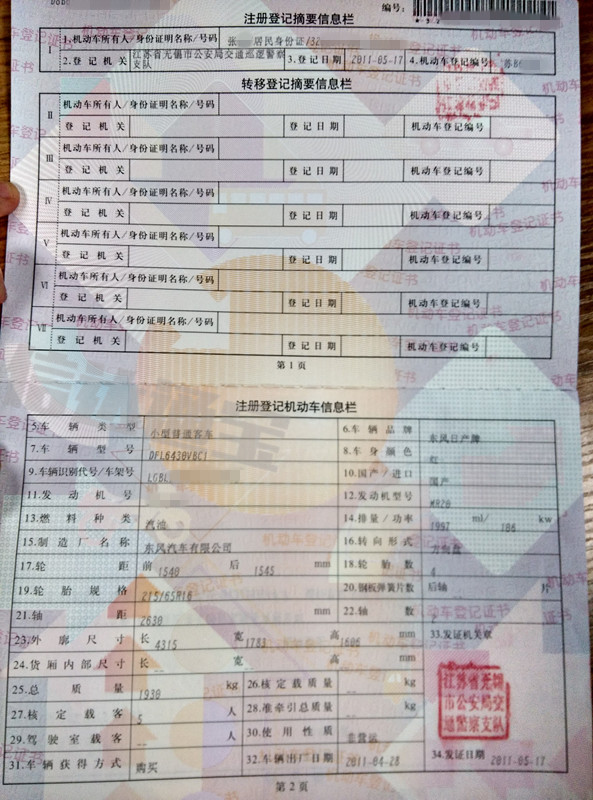 编号:
注册登记摘要信息栏
I 1.机动车所有人/身份证明名称/号码 张 居民身份证/32
2.登记机关 江苏省无锡市公安局交通巡逻警察支队 3.登记日期 2011-05-17 4.机动车登记编号 苏B
转移登记摘要信息栏
II 机动车所有人/身份证明名称/号码
登记机关 登记日期 机动车登记编号
III 机动车所有人/身份证明名称/号码
登记机关 登记日期 机动车登记编号
IV 机动车所有人/身份证明名称/号码
登记机关 登记日期 机动车登记编号
V 机动车所有人/身份证明名称/号码
登记机关 登记日期 机动车登记编号
VI 机动车所有人/身份证明名称/号码
登记机关 登记日期 机动车登记编号
VII 机动车所有人/身份证明名称/号码
登记机关 登记日期 机动车登记编号
第1页
注册登记机动车信息栏
5.车辆类型 小型普通客车 6.车辆品牌 东风日产牌
7.车辆型号 DFL6430VBC1 8.车身颜色 红
9.车辆识别代号/车架号 LGBL 10.国产/进口 国产
11.发动机号 12.发动机型号 MR20
13.燃料种类 汽油 14.排量/功率 1997 ml/ kw
15.制造厂名称 东风汽车有限公司 16.转向形式 方向盘
17.轮距 前 1540 后 1545 mm 18.轮胎数 4
19.轮胎规格 215/65R16 20.钢板弹簧片数 后轴 -- 片
21.轴距 2630 mm 22.轴数 2
23.外廓尺寸 长 4315 宽 1783 高 1606 mm 33.发证机关章
24.货厢内部尺寸 长 -- 宽 -- 高 -- mm
25.总质量 1930 kg 26.核定载质量 -- kg
江苏省无锡市公安局交通巡逻警察支队
27.核定载客 5 人 28.准牵引总质量 -- kg
29.驾驶室载客 -- 人 30.使用性质 非营运
31.车辆获得方式 购买 32.车辆出厂日期 2011-04-28 34.发证日期 2011-05-17
第2页